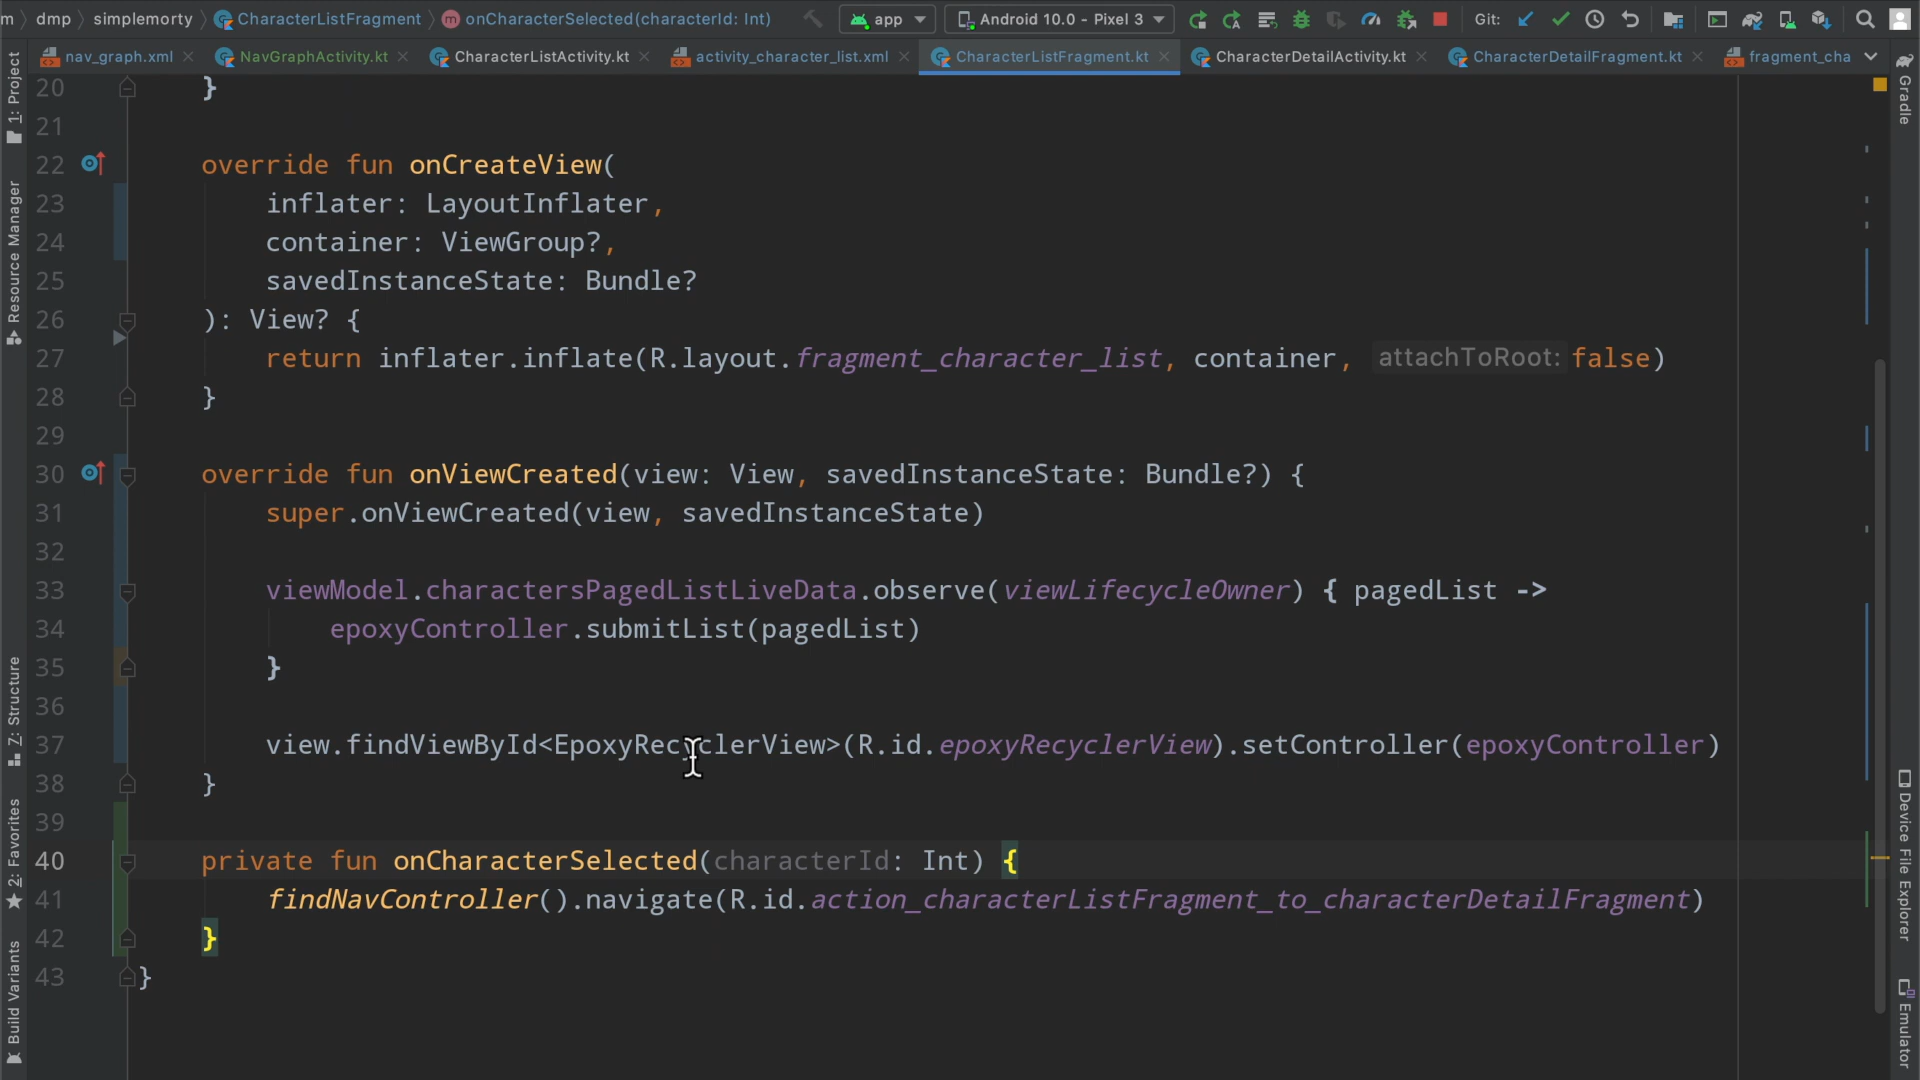 dmp simplemorty CharacterListFragment onCharacterSelected(characterId: Int) app Android 10.0 - Pixel 3 Git:
nav_graph.xml NavGraphActivity.kt CharacterListActivity.kt activity_character_list.xml CharacterListFragment.kt CharacterDetailActivity.kt CharacterDetailFragment.kt fragment_cha
1: Project
Resource Manager
Z: Structure
2: Favorites
Build Variants
20 }
21
22 override fun onCreateView(
23 inflater: LayoutInflater,
24 container: ViewGroup?,
25 savedInstanceState: Bundle?
26 ): View? {
27 return inflater.inflate(R.layout.fragment_character_list, container, attachToRoot: false)
28 }
29
30 override fun onViewCreated(view: View, savedInstanceState: Bundle?) {
31 super.onViewCreated(view, savedInstanceState)
32
33 viewModel.charactersPagedListLiveData.observe(viewLifecycleOwner) { pagedList ->
34 epoxyController.submitList(pagedList)
35 }
36
37 view.findViewById<EpoxyRecyclerView>(R.id.epoxyRecyclerView).setController(epoxyController)
38 }
39
40 private fun onCharacterSelected(characterId: Int) {
41 findNavController().navigate(R.id.action_characterListFragment_to_characterDetailFragment)
42 }
43 }
Gradle
Device File Explorer
Emulator